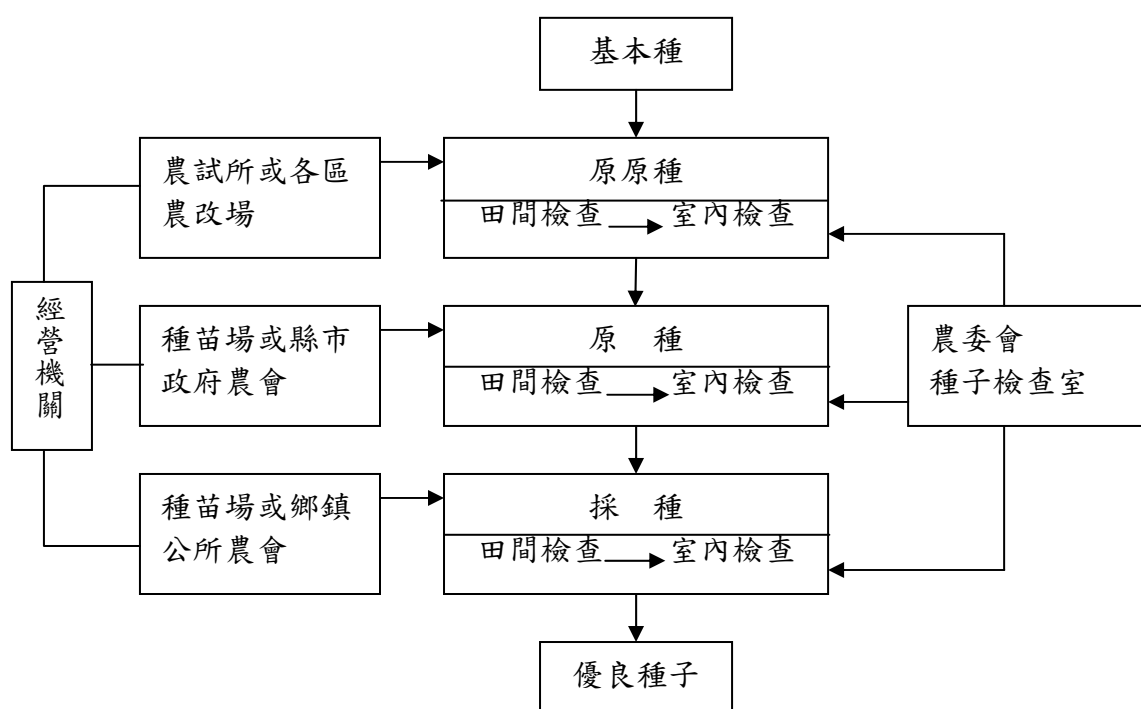 基本種
農試所或各區
農改場
原原種
田間檢查 室內檢查
經營機關
種苗場或縣市
政府農會
原 種
田間檢查 室內檢查
農委會
種子檢查室
種苗場或鄉鎮
公所農會
採 種
田間檢查 室內檢查
優良種子